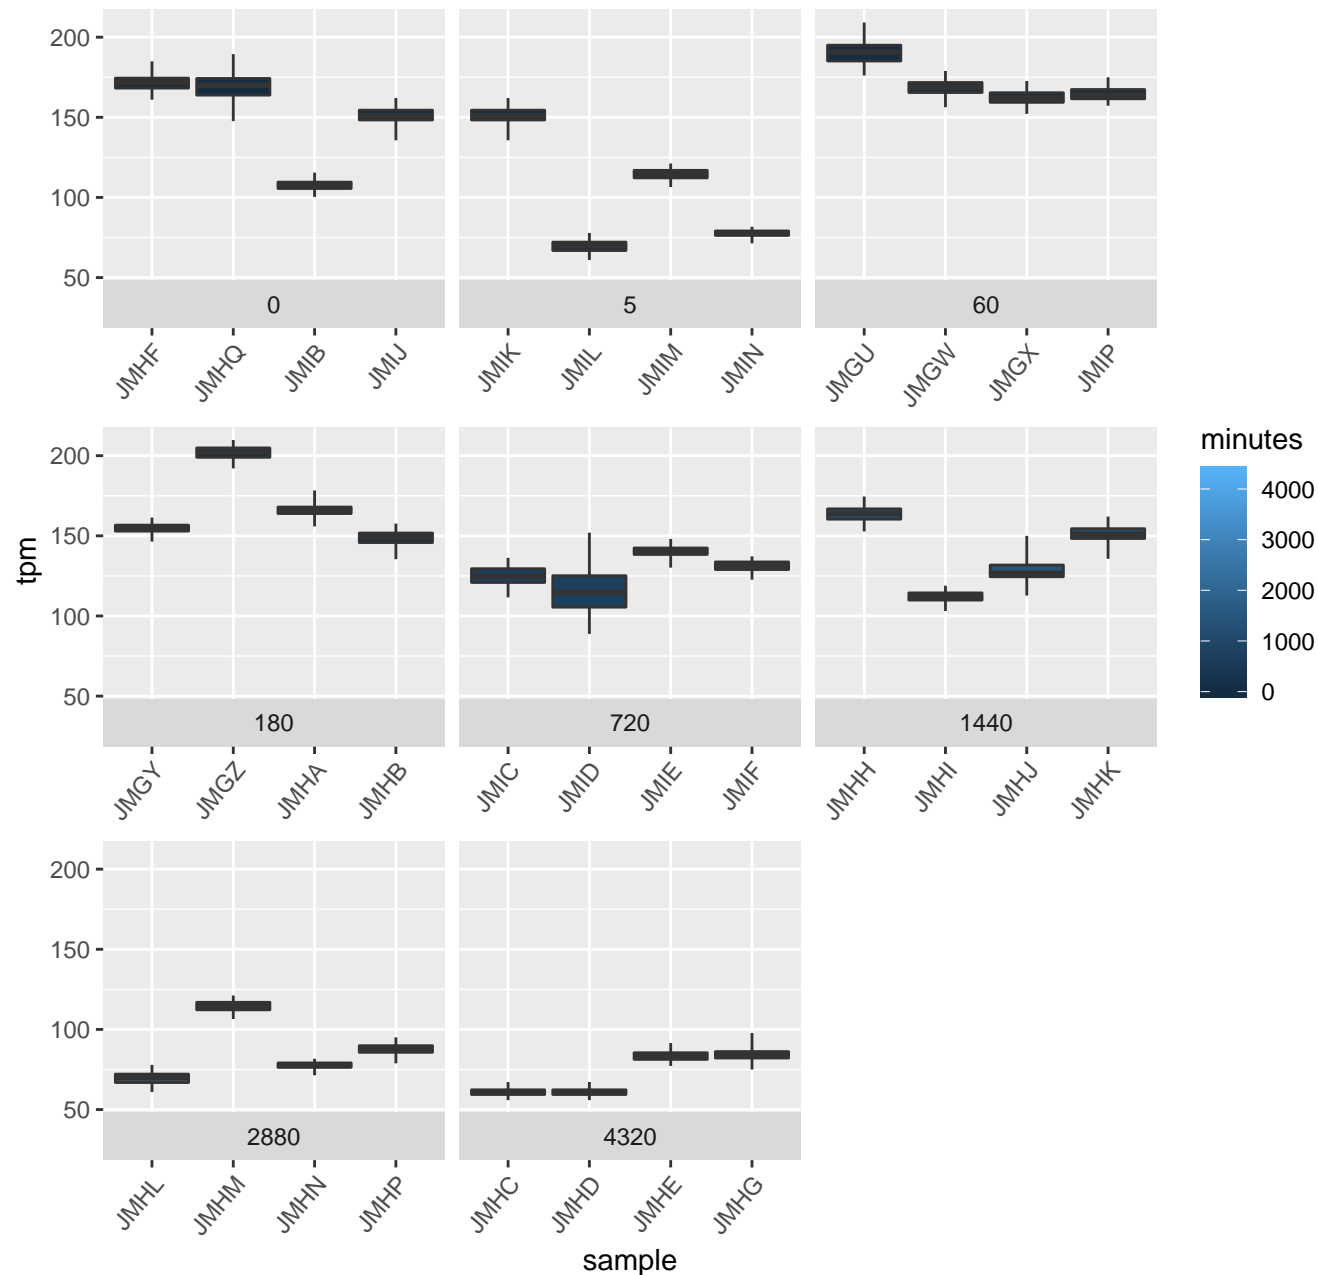 200
150
100
50
0
5
60
JMHF
JMHQ
JMIB
JMIJ
JMIK
JMIL
JMIM
JMIN
JMGU
JMGW
JMGX
JMIP
tpm
200
150
100
50
180
720
1440
JMGY
JMGZ
JMHA
JMHB
JMIC
JMID
JMIE
JMIF
JMHH
JMHI
JMHJ
JMHK
minutes
4000
3000
2000
1000
0
200
150
100
50
2880
4320
JMHL
JMHM
JMHN
JMHP
JMHC
JMHD
JMHE
JMHG
sample